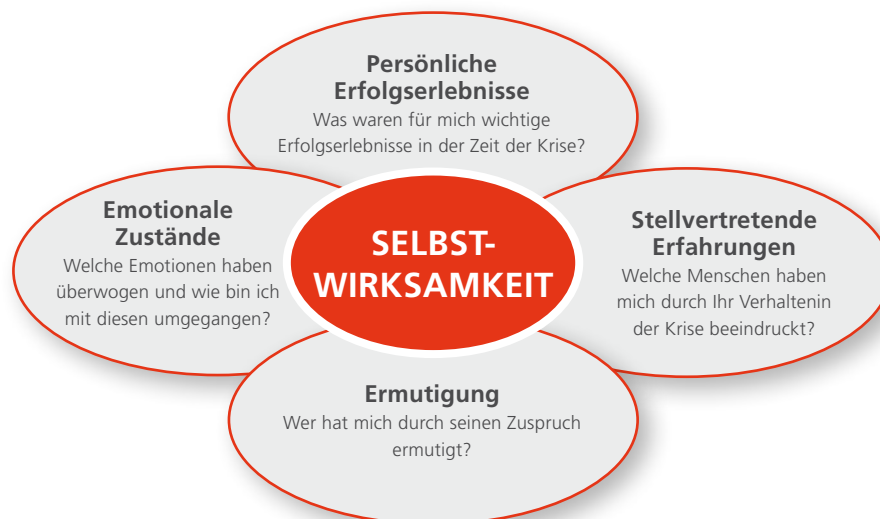 Persönliche
Erfolgserlebnisse
Was waren für mich wichtige
Erfolgserlebnisse in der Zeit der Krise?
Emotionale
Zustände
Welche Emotionen haben
überwogen und wie bin ich
mit diesen umgegangen?
SELBST-
WIRKSAMKEIT
Stellvertretende
Erfahrungen
Welche Menschen haben
mich durch Ihr Verhaltenin
der Krise beeindruckt?
Ermutigung
Wer hat mich durch seinen Zuspruch
ermutigt?